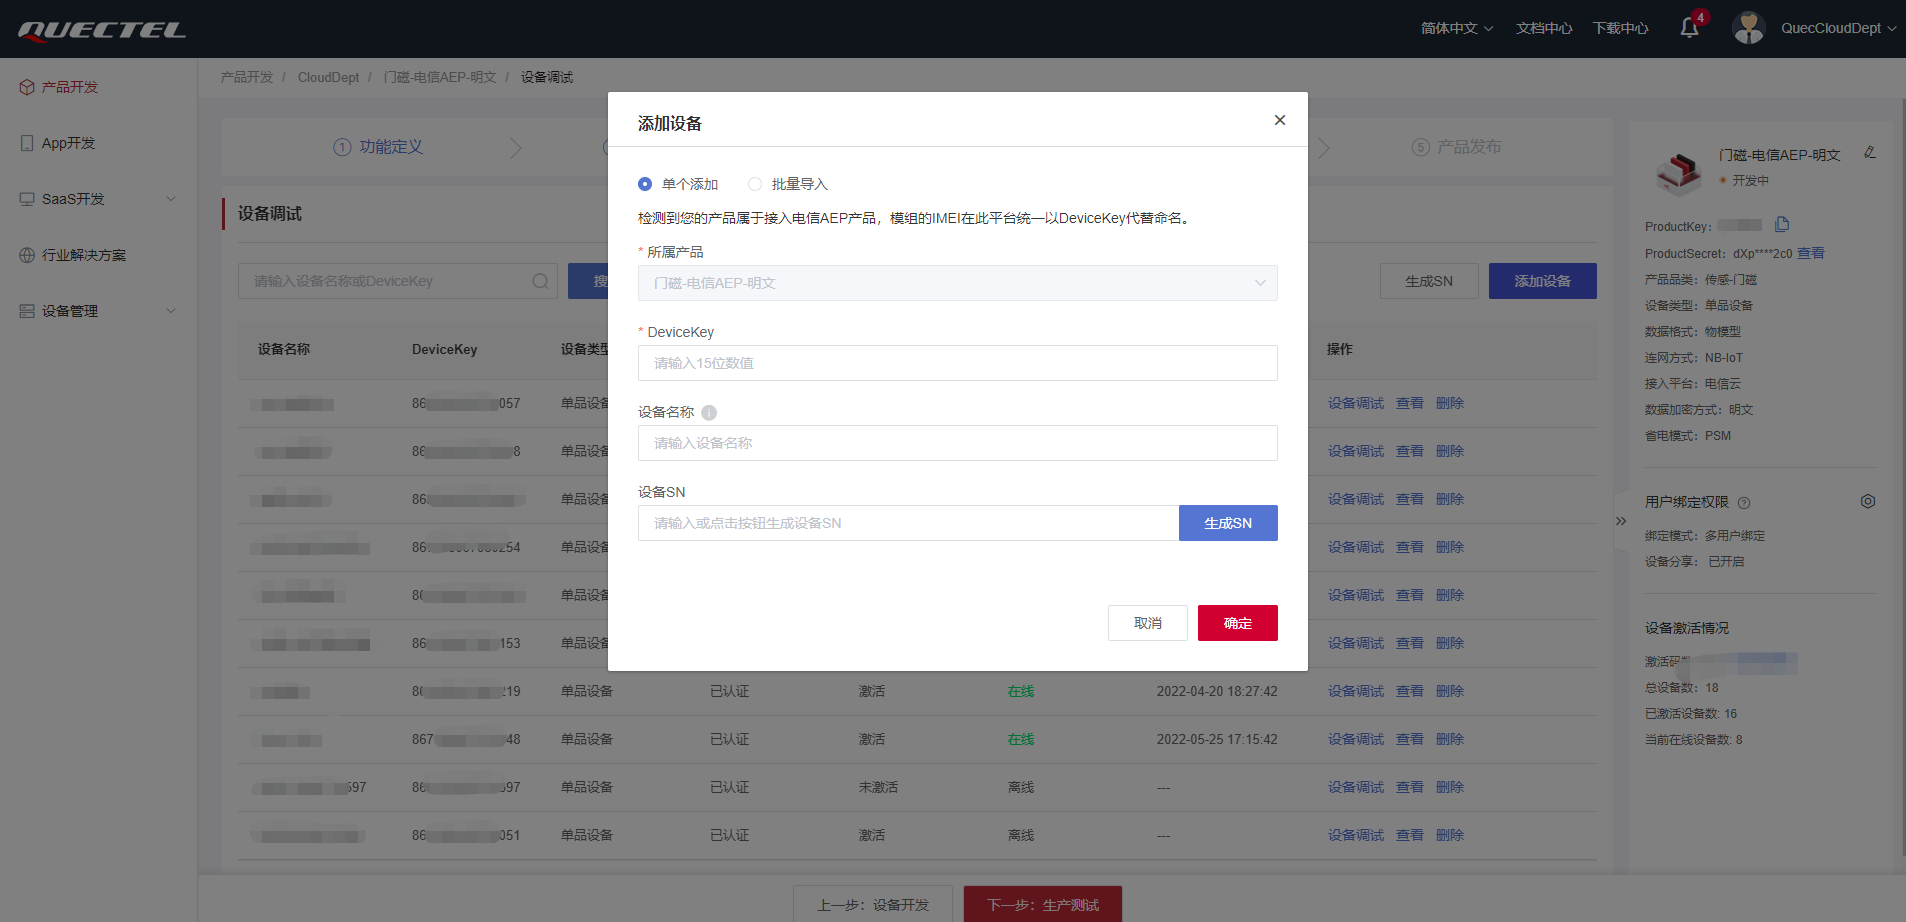 QUECTEL
简体中文 文档中心 下载中心 4 QuecCloudDept
产品开发
App开发
SaaS开发
行业解决方案
设备管理
产品开发 / CloudDept / 门磁-电信AEP-明文 / 设备调试
1 功能定义 5 产品发布
设备调试
请输入设备名称或DeviceKey 搜 生成SN 添加设备
设备名称 DeviceKey 设备类型 操作
86 057 单品设备 设备调试 查看 删除
86 8 单品设备 设备调试 查看 删除
86 单品设备 设备调试 查看 删除
86 254 单品设备 设备调试 查看 删除
86 单品设备 设备调试 查看 删除
86 153 单品设备 设备调试 查看 删除
86 219 单品设备 已认证 激活 在线 2022-04-20 18:27:42 设备调试 查看 删除
867 48 单品设备 已认证 激活 在线 2022-05-25 17:15:42 设备调试 查看 删除
597 86 597 单品设备 已认证 未激活 离线 --- 设备调试 查看 删除
86 051 单品设备 已认证 激活 离线 --- 设备调试 查看 删除
上一步：设备开发 下一步：生产测试
添加设备
单个添加 批量导入
检测到您的产品属于接入电信AEP产品，模组的IMEI在此平台统一以DeviceKey代替命名。
* 所属产品
门磁-电信AEP-明文
* DeviceKey
请输入15位数值
设备名称
请输入设备名称
设备SN
请输入或点击按钮生成设备SN 生成SN
取消 确定
门磁-电信AEP-明文
开发中
ProductKey：
ProductSecret：dXp****2c0 查看
产品品类：传感-门磁
设备类型：单品设备
数据格式：物模型
连网方式：NB-IoT
接入平台：电信云
数据加密方式：明文
省电模式：PSM
用户绑定权限
绑定模式：多用户绑定
设备分享：已开启
设备激活情况
激活码
总设备数：18
已激活设备数: 16
当前在线设备数: 8